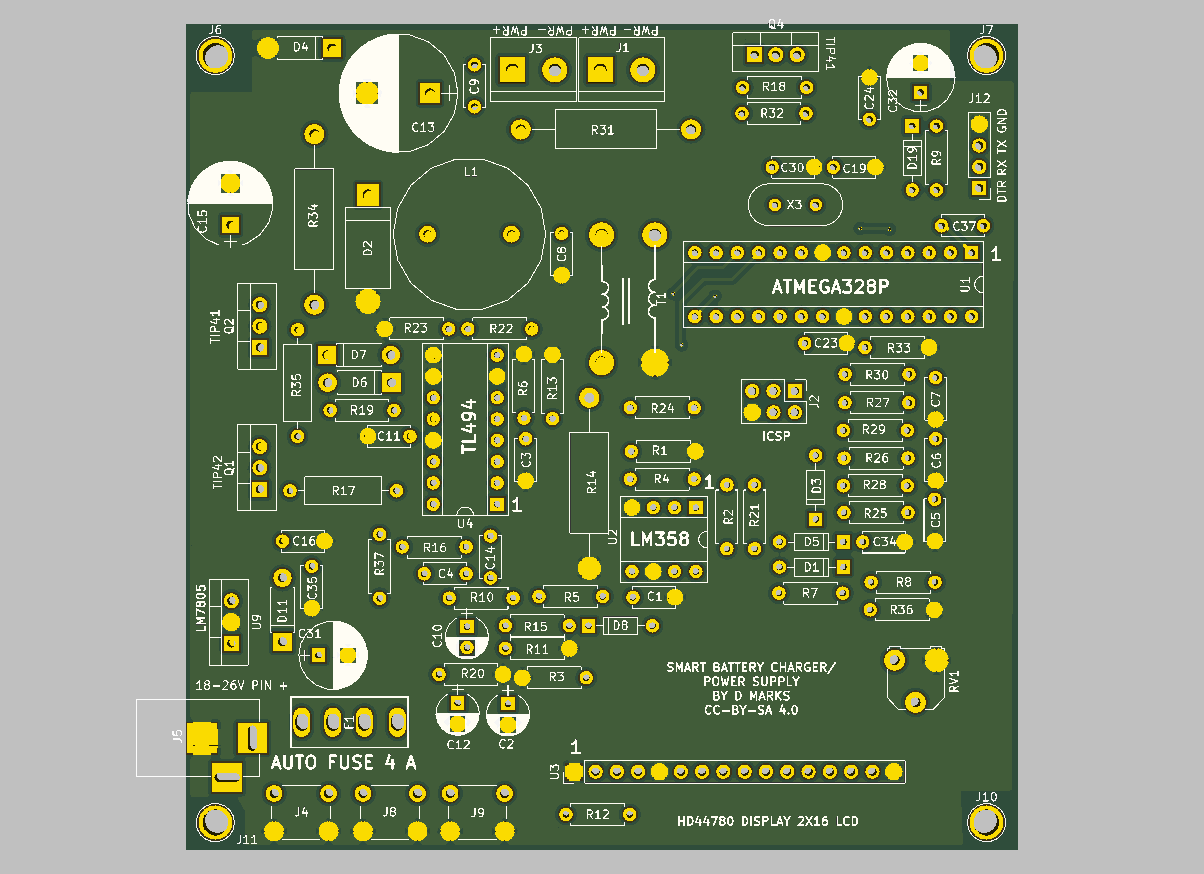 J6
D4
C13
+
C9
PWR+ PWR- PWR+ PWR-
J3
J1
Q4
TIP41
R18
R32
C24
C32
+
J7
J12
DTR RX TX GND
D19
R9
R31
C30
C19
X3
C37
C15
+
R34
D2
L1
C8
T1
1
ATMEGA328P
U1
TIP41
Q2
R23
R22
C23
R33
R35
D7
D6
R19
C11
TL494
R6
R13
R24
J2
ICSP
R30
R27
R29
R26
R28
R25
C7
C6
C5
TIP42
Q1
R17
C3
1
U4
R14
R1
R4
1
LM358
U2
R2
R21
D3
D5
D1
R7
C34
R8
R36
C16
R37
R16
C14
C4
R10
R5
C1
LM7805
U9
D11
C35
C31
+
C10
+
R15
D8
R11
R20
R3
18-26V PIN +
SMART BATTERY CHARGER/
POWER SUPPLY
BY D MARKS
CC-BY-SA 4.0
RV1
J5
F1
+
C12
+
C2
AUTO FUSE 4 A
1
U3
J4
J8
J9
J11
R12
HD44780 DISPLAY 2X16 LCD
J10